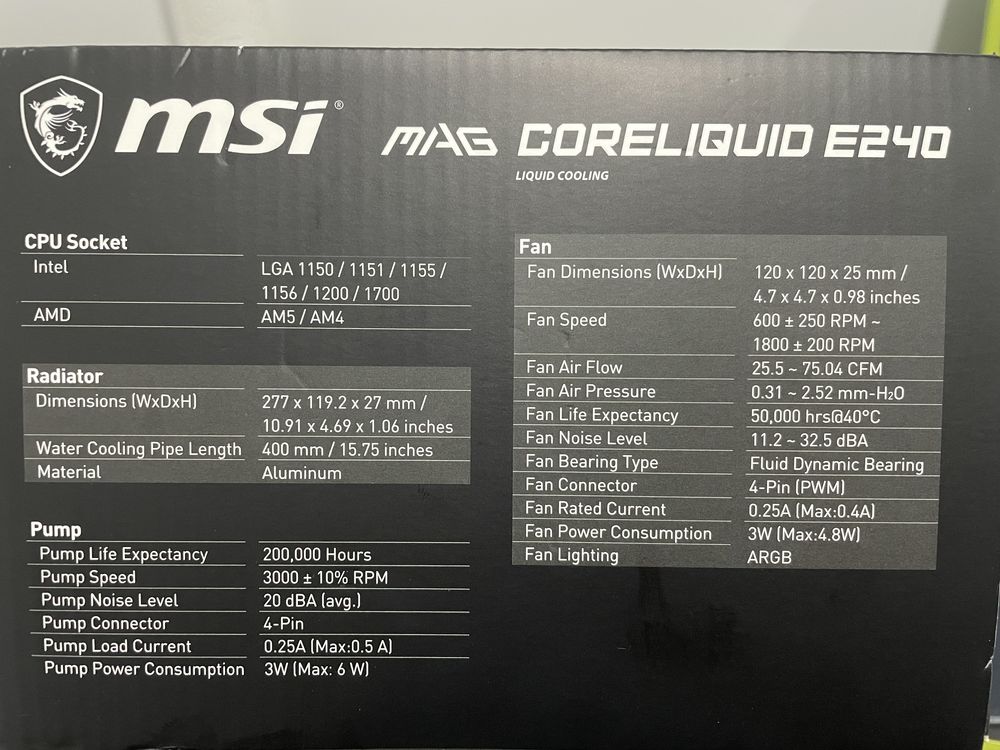 msi®
MAG CORELIQUID E240
LIQUID COOLING
CPU Socket
Intel LGA 1150 / 1151 / 1155 /
1156 / 1200 / 1700
AMD AM5 / AM4
Radiator
Dimensions (WxDxH) 277 x 119.2 x 27 mm /
10.91 x 4.69 x 1.06 inches
Water Cooling Pipe Length 400 mm / 15.75 inches
Material Aluminum
Pump
Pump Life Expectancy 200,000 Hours
Pump Speed 3000 ± 10% RPM
Pump Noise Level 20 dBA (avg.)
Pump Connector 4-Pin
Pump Load Current 0.25A (Max:0.5 A)
Pump Power Consumption 3W (Max: 6 W)
Fan
Fan Dimensions (WxDxH) 120 x 120 x 25 mm /
4.7 x 4.7 x 0.98 inches
Fan Speed 600 ± 250 RPM ~
1800 ± 200 RPM
Fan Air Flow 25.5 ~ 75.04 CFM
Fan Air Pressure 0.31 ~ 2.52 mm-H₂O
Fan Life Expectancy 50,000 hrs@40°C
Fan Noise Level 11.2 ~ 32.5 dBA
Fan Bearing Type Fluid Dynamic Bearing
Fan Connector 4-Pin (PWM)
Fan Rated Current 0.25A (Max:0.4A)
Fan Power Consumption 3W (Max:4.8W)
Fan Lighting ARGB